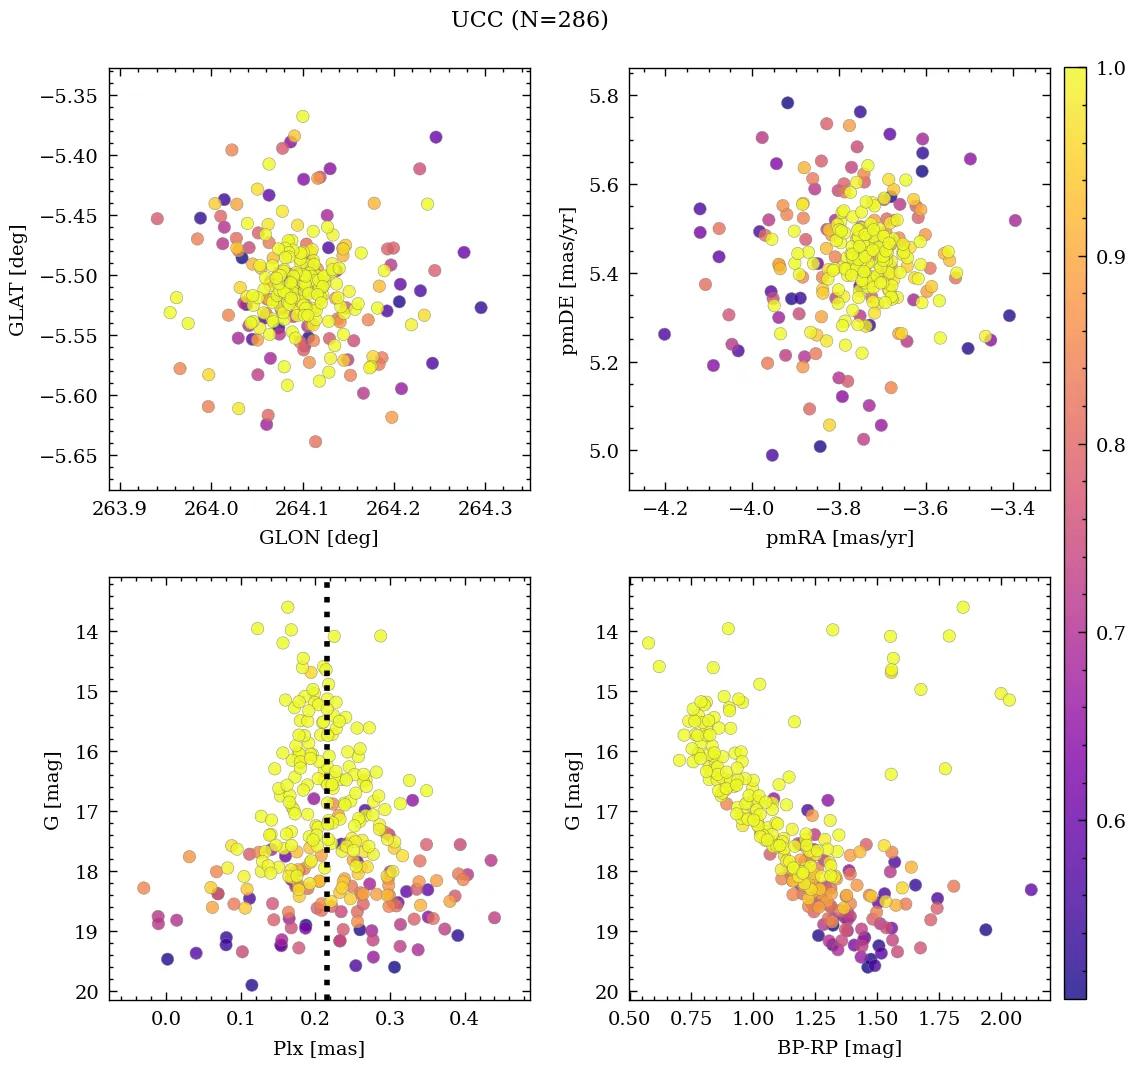 UCC (N=286)
−5.35
−5.40
−5.45
−5.50
−5.55
−5.60
−5.65
GLAT [deg]
263.9 264.0 264.1 264.2 264.3
GLON [deg]
5.8
5.6
5.4
5.2
5.0
pmDE [mas/yr]
−4.2 −4.0 −3.8 −3.6 −3.4
pmRA [mas/yr]
1.0
0.9
0.8
0.7
0.6
14
15
16
17
18
19
20
G [mag]
0.0 0.1 0.2 0.3 0.4
Plx [mas]
14
15
16
17
18
19
20
G [mag]
0.50 0.75 1.00 1.25 1.50 1.75 2.00
BP-RP [mag]